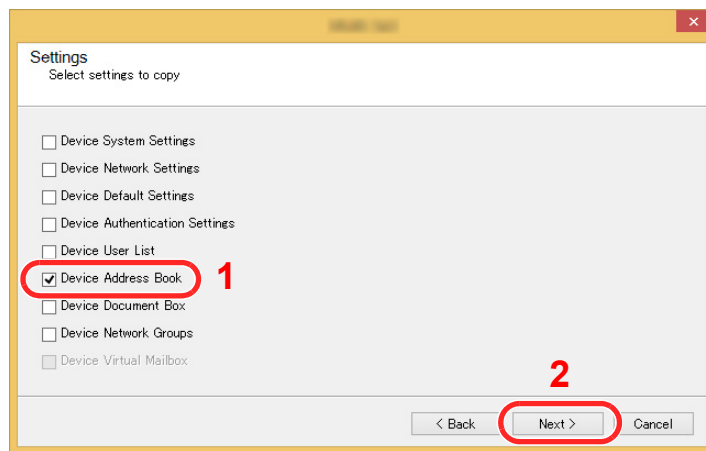 Settings
Select settings to copy
Device System Settings
Device Network Settings
Device Default Settings
Device Authentication Settings
Device User List
Device Address Book 1
Device Document Box
Device Network Groups
Device Virtual Mailbox
2
< Back Next > Cancel